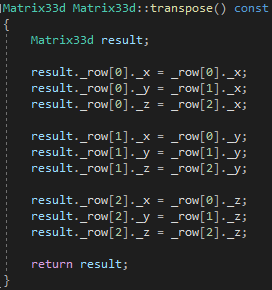 Matrix33d Matrix33d::transpose() const
{
    Matrix33d result;

    result._row[0]._x = _row[0]._x;
    result._row[0]._y = _row[1]._x;
    result._row[0]._z = _row[2]._x;

    result._row[1]._x = _row[0]._y;
    result._row[1]._y = _row[1]._y;
    result._row[1]._z = _row[2]._y;

    result._row[2]._x = _row[0]._z;
    result._row[2]._y = _row[1]._z;
    result._row[2]._z = _row[2]._z;

    return result;
}